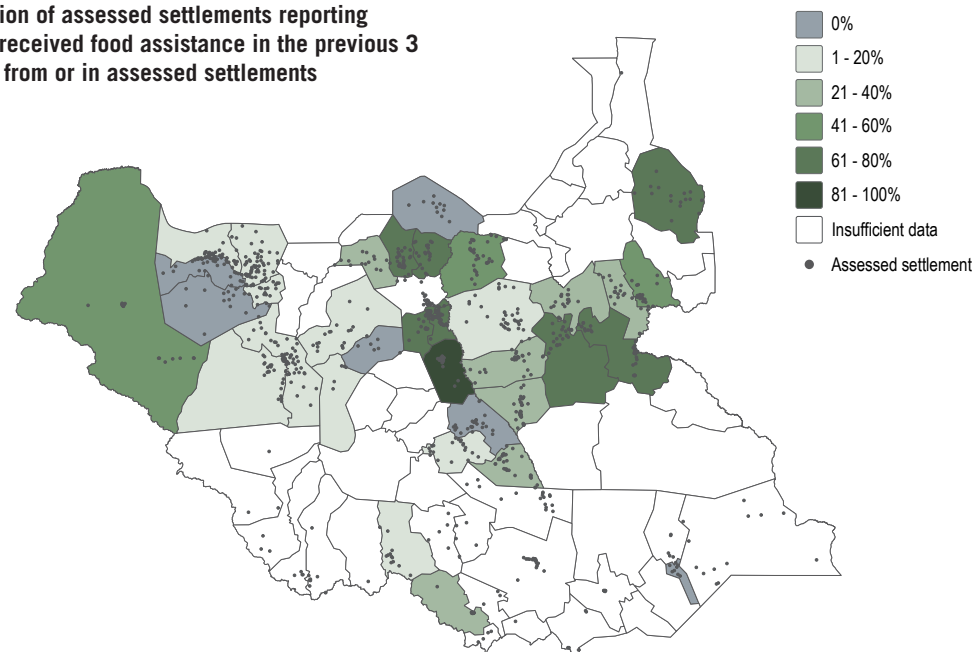 ion of assessed settlements reporting
received food assistance in the previous 3
from or in assessed settlements
0%
1 - 20%
21 - 40%
41 - 60%
61 - 80%
81 - 100%
Insufficient data
Assessed settlement